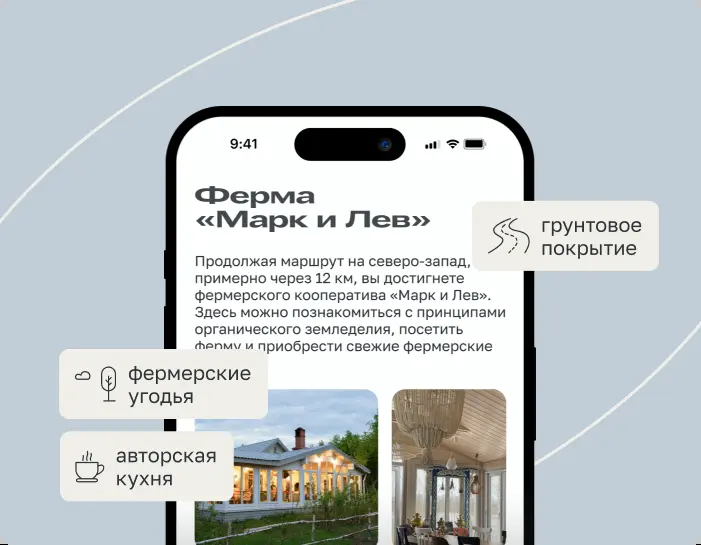 9:41
Ферма
«Марк и Лев»
грунтовое
покрытие
Продолжая маршрут на северо-запад,
примерно через 12 км, вы достигнете
фермерского кооператива «Марк и Лев».
Здесь можно познакомиться с принципами
органического земледелия, посетить
ферму и приобрести свежие фермерские
фермерские
угодья
авторская
кухня